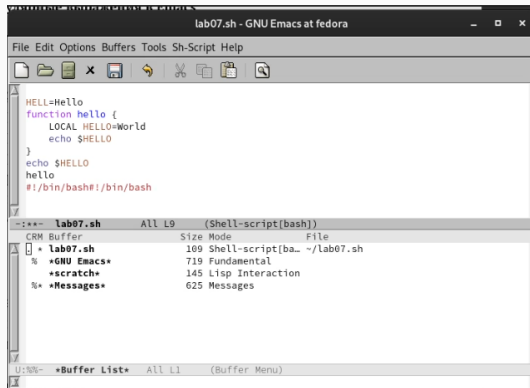 lab07.sh - GNU Emacs at fedora
File Edit Options Buffers Tools Sh-Script Help
HELL=Hello
function hello {
    LOCAL HELLO=World
    echo $HELLO
}
echo $HELLO
hello
#!/bin/bash#!/bin/bash
-:**- lab07.sh All L9 (Shell-script[bash])
CRM Buffer Size Mode File
. * lab07.sh 109 Shell-script[ba… ~/lab07.sh
% *GNU Emacs* 719 Fundamental
*scratch* 145 Lisp Interaction
%* *Messages* 625 Messages
U:%%- *Buffer List* All L1 (Buffer Menu)